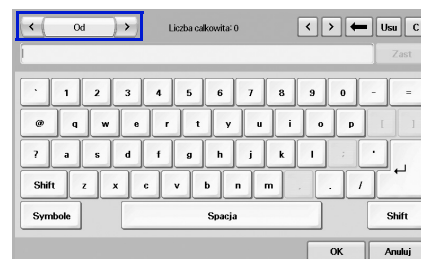 < Od > Liczba całkowita: 0 < > ← Usu C
Zast
` 1 2 3 4 5 6 7 8 9 0 - =
@ q w e r t y u i o p [ ]
? a s d f g h j k l ; '
Shift z x c v b n m . . /
Symbole Spacja Shift
OK Anuluj